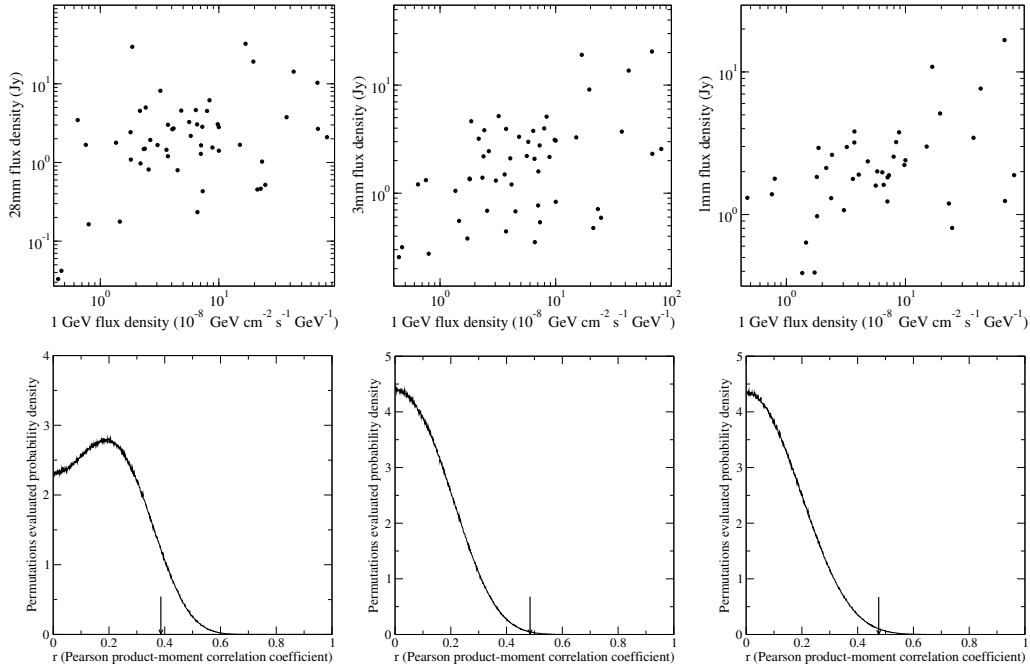 28mm flux density (Jy)
10^1
10^0
10^-1
10^0
10^1
1 GeV flux density (10^-8 GeV cm^-2 s^-1 GeV^-1)
3mm flux density (Jy)
10^1
10^0
10^0
10^1
10^2
1 GeV flux density (10^-8 GeV cm^-2 s^-1 GeV^-1)
1mm flux density (Jy)
10^1
10^0
10^0
10^1
1 GeV flux density (10^-8 GeV cm^-2 s^-1 GeV^-1)
Permutations evaluated probability density
4
3
2
1
0
0 0.2 0.4 0.6 0.8 1
r (Pearson product-moment correlation coefficient)
Permutations evaluated probability density
5
4
3
2
1
0
0 0.2 0.4 0.6 0.8 1
r (Pearson product-moment correlation coefficient)
Permutations evaluated probability density
5
4
3
2
1
0
0 0.2 0.4 0.6 0.8 1
r (Pearson product-moment correlation coefficient)